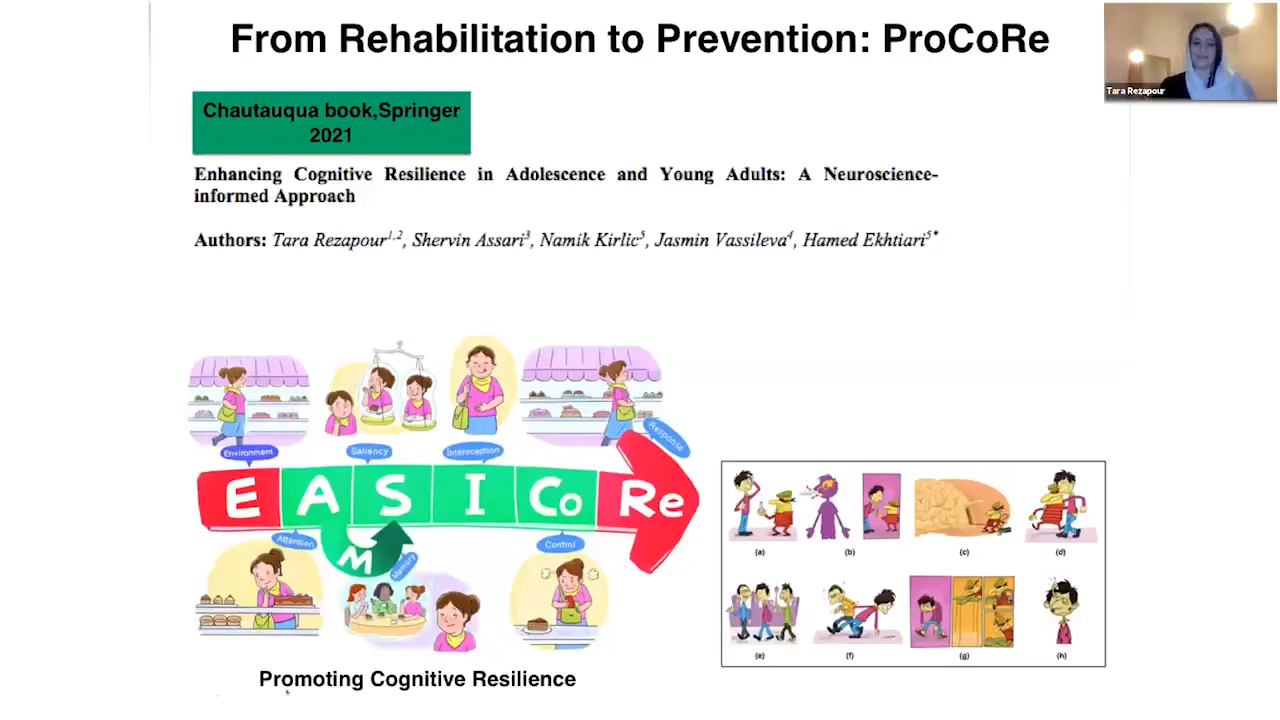 From Rehabilitation to Prevention: ProCoRe
Tara Rezapour
Chautauqua book,Springer
2021
Enhancing Cognitive Resilience in Adolescence and Young Adults: A Neuroscience-
informed Approach
Authors: Tara Rezapour1,2, Shervin Assari3, Namik Kirlic5, Jasmin Vassileva4, Hamed Ekhtiari5*
Environment
Saliency
Interoception
Response
E A S I Co Re
M
Attention
Memory
Control
(a) (b) (c) (d)
(e) (f) (g) (h)
Promoting Cognitive Resilience